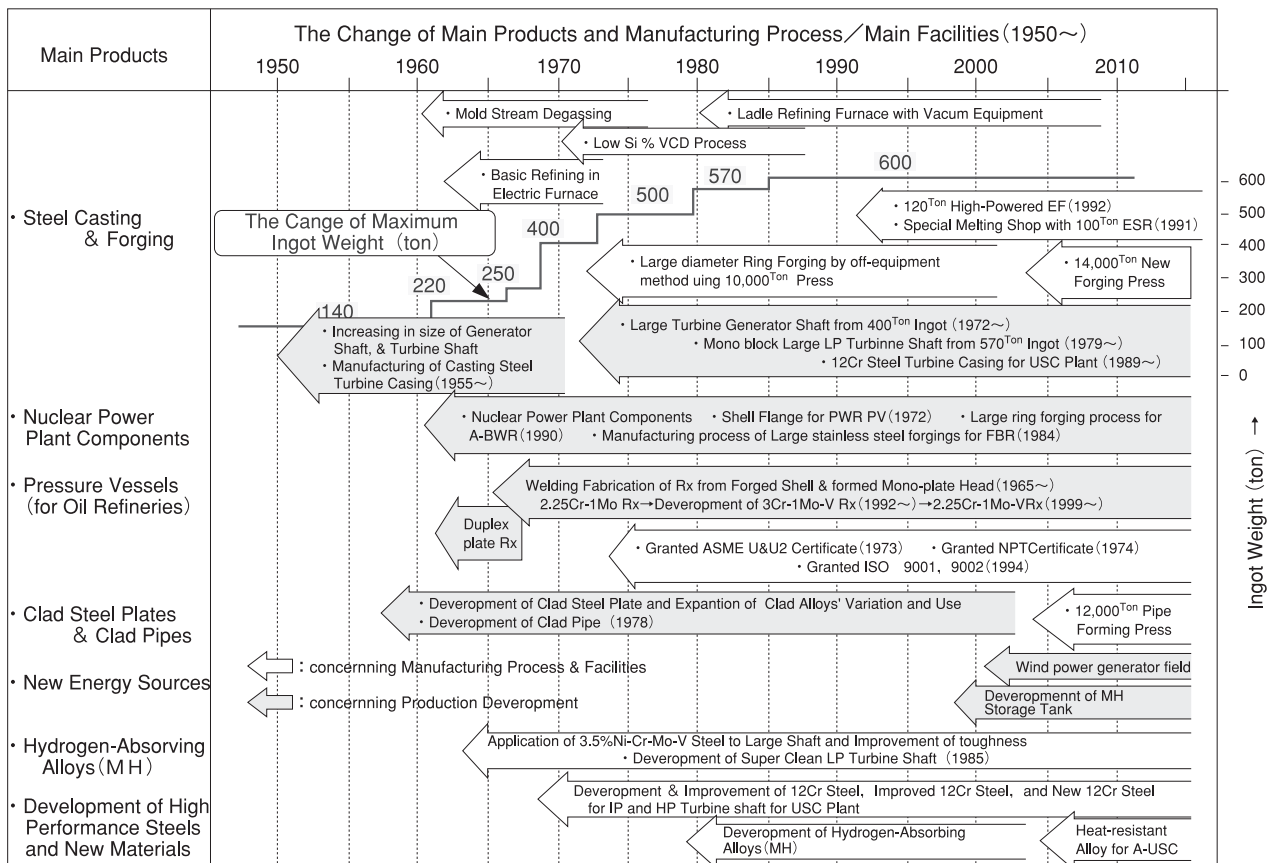 Main Products
The Change of Main Products and Manufacturing Process／Main Facilities(1950～)
1950 1960 1970 1980 1990 2000 2010
・Steel Casting
& Forging
・Mold Stream Degassing
・Ladle Refining Furnace with Vacum Equipment
・Low Si % VCD Process
・Basic Refining in
Electric Furnace
The Cange of Maximum
Ingot Weight (ton)
140
220
250
400
500
570
600
・120Ton High-Powered EF (1992)
・Special Melting Shop with 100Ton ESR(1991)
・Large diameter Ring Forging by off-equipment
method uing 10,000Ton Press
・14,000Ton New
Forging Press
・Increasing in size of Generator
Shaft, & Turbine Shaft
・Manufacturing of Casting Steel
Turbine Casing(1955～)
・Large Turbine Generator Shaft from 400Ton Ingot (1972～)
・Mono block Large LP Turbinne Shaft from 570Ton Ingot (1979～)
・12Cr Steel Turbine Casing for USC Plant (1989～)
600
500
400
300
200
100
0
Ingot Weight (ton) →
・Nuclear Power
Plant Components
・Nuclear Power Plant Components ・Shell Flange for PWR PV(1972) ・Large ring forging process for
A-BWR(1990) ・Manufacturing process of Large stainless steel forgings for FBR(1984)
・Pressure Vessels
(for Oil Refineries)
Welding Fabrication of Rx from Forged Shell & formed Mono-plate Head(1965～)
2.25Cr-1Mo Rx→Deveropment of 3Cr-1Mo-V Rx(1992～)→2.25Cr-1Mo-VRx(1999～)
Duplex
plate Rx
・Granted ASME U&U2 Certificate(1973) ・Granted NPTCertificate(1974)
・Granted ISO 9001, 9002(1994)
・Clad Steel Plates
& Clad Pipes
・Deveropment of Clad Steel Plate and Expantion of Clad Alloys' Variation and Use
・Deveropment of Clad Pipe (1978)
・12,000Ton Pipe
Forming Press
：concernning Manufacturing Process & Facilities
：concernning Production Deveropment
・New Energy Sources
Wind power generator field
Deveropmennt of MH
Storage Tank
・Hydrogen-Absorving
Alloys(MH)
Application of 3.5%Ni-Cr-Mo-V Steel to Large Shaft and Improvement of toughness
・Deveropment of Super Clean LP Turbine Shaft (1985)
・Development of High
Performance Steels
and New Materials
Deveropment & Improvement of 12Cr Steel, Improved 12Cr Steel, and New 12Cr Steel
for IP and HP Turbine shaft for USC Plant
Deveropment of Hydrogen-Absorbing
Alloys(MH)
Heat-resistant
Alloy for A-USC